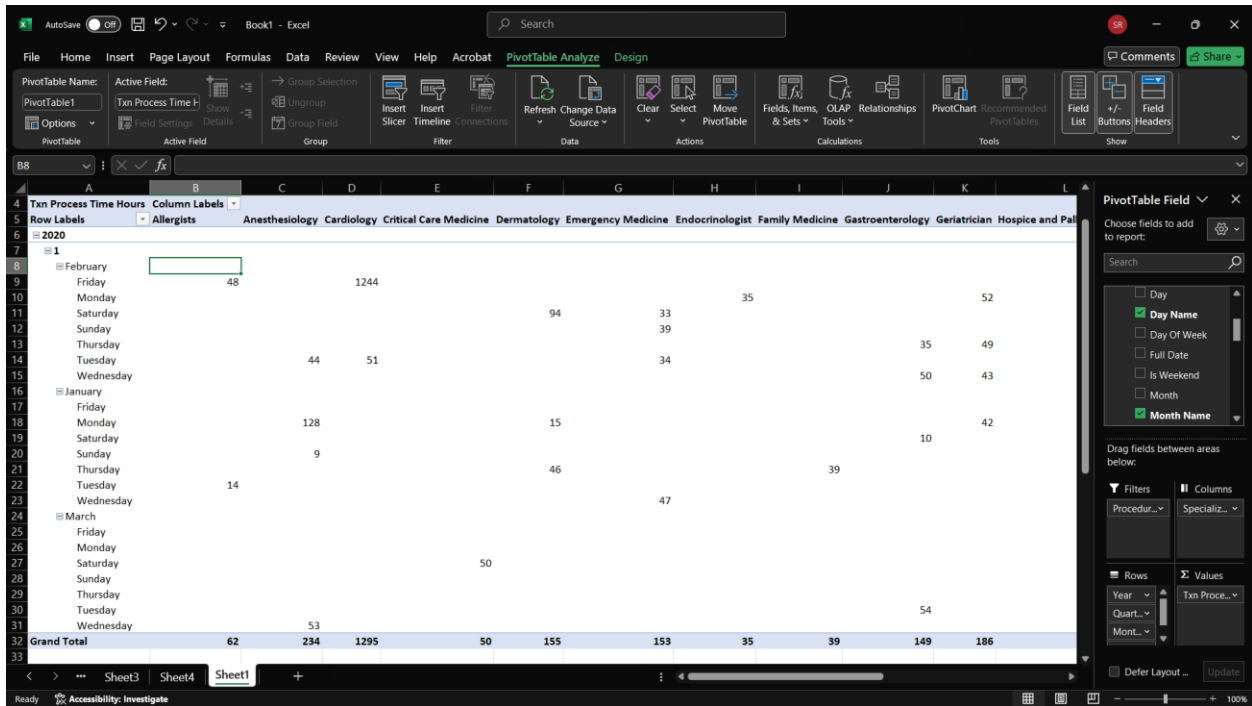 AutoSave Off Book1 - Excel Search SR
File Home Insert Page Layout Formulas Data Review View Help Acrobat PivotTable Analyze Design Comments Share
PivotTable Name: Active Field: Group Selection
PivotTable1 Txn Process Time H Ungroup
Options Field Settings Show Details Group Field
Insert Slicer Insert Timeline Filter Connections Refresh Change Data Source Clear Select Move PivotTable Fields, Items, & Sets OLAP Tools Relationships PivotChart Recommended PivotTables Field List +/- Buttons Field Headers
PivotTable Active Field Group Filter Data Actions Calculations Tools Show
B8 fx
A B C D E F G H I J K L
4 Txn Process Time Hours Column Labels
5 Row Labels Allergists Anesthesiology Cardiology Critical Care Medicine Dermatology Emergency Medicine Endocrinologist Family Medicine Gastroenterology Geriatrician Hospice and Pall
6 2020
7 1
8 February
9 Friday 48 1244
10 Monday 35 52
11 Saturday 94 33
12 Sunday 39
13 Thursday 35 49
14 Tuesday 44 51 34
15 Wednesday 50 43
16 January
17 Friday
18 Monday 128 15 42
19 Saturday 10
20 Sunday 9
21 Thursday 46 39
22 Tuesday 14
23 Wednesday 47
24 March
25 Friday
26 Monday
27 Saturday 50
28 Sunday
29 Thursday
30 Tuesday 54
31 Wednesday 53
32 Grand Total 62 234 1295 50 155 153 35 39 149 186
33
PivotTable Field
Choose fields to add
to report:
Search
Day
Day Name
Day Of Week
Full Date
Is Weekend
Month
Month Name
Drag fields between areas
below:
Filters Columns
Procedur... Specializ...
Rows Σ Values
Year Txn Proce...
Quart...
Mont...
Defer Layout ... Update
... Sheet3 Sheet4 Sheet1 +
Ready Accessibility: Investigate 100%